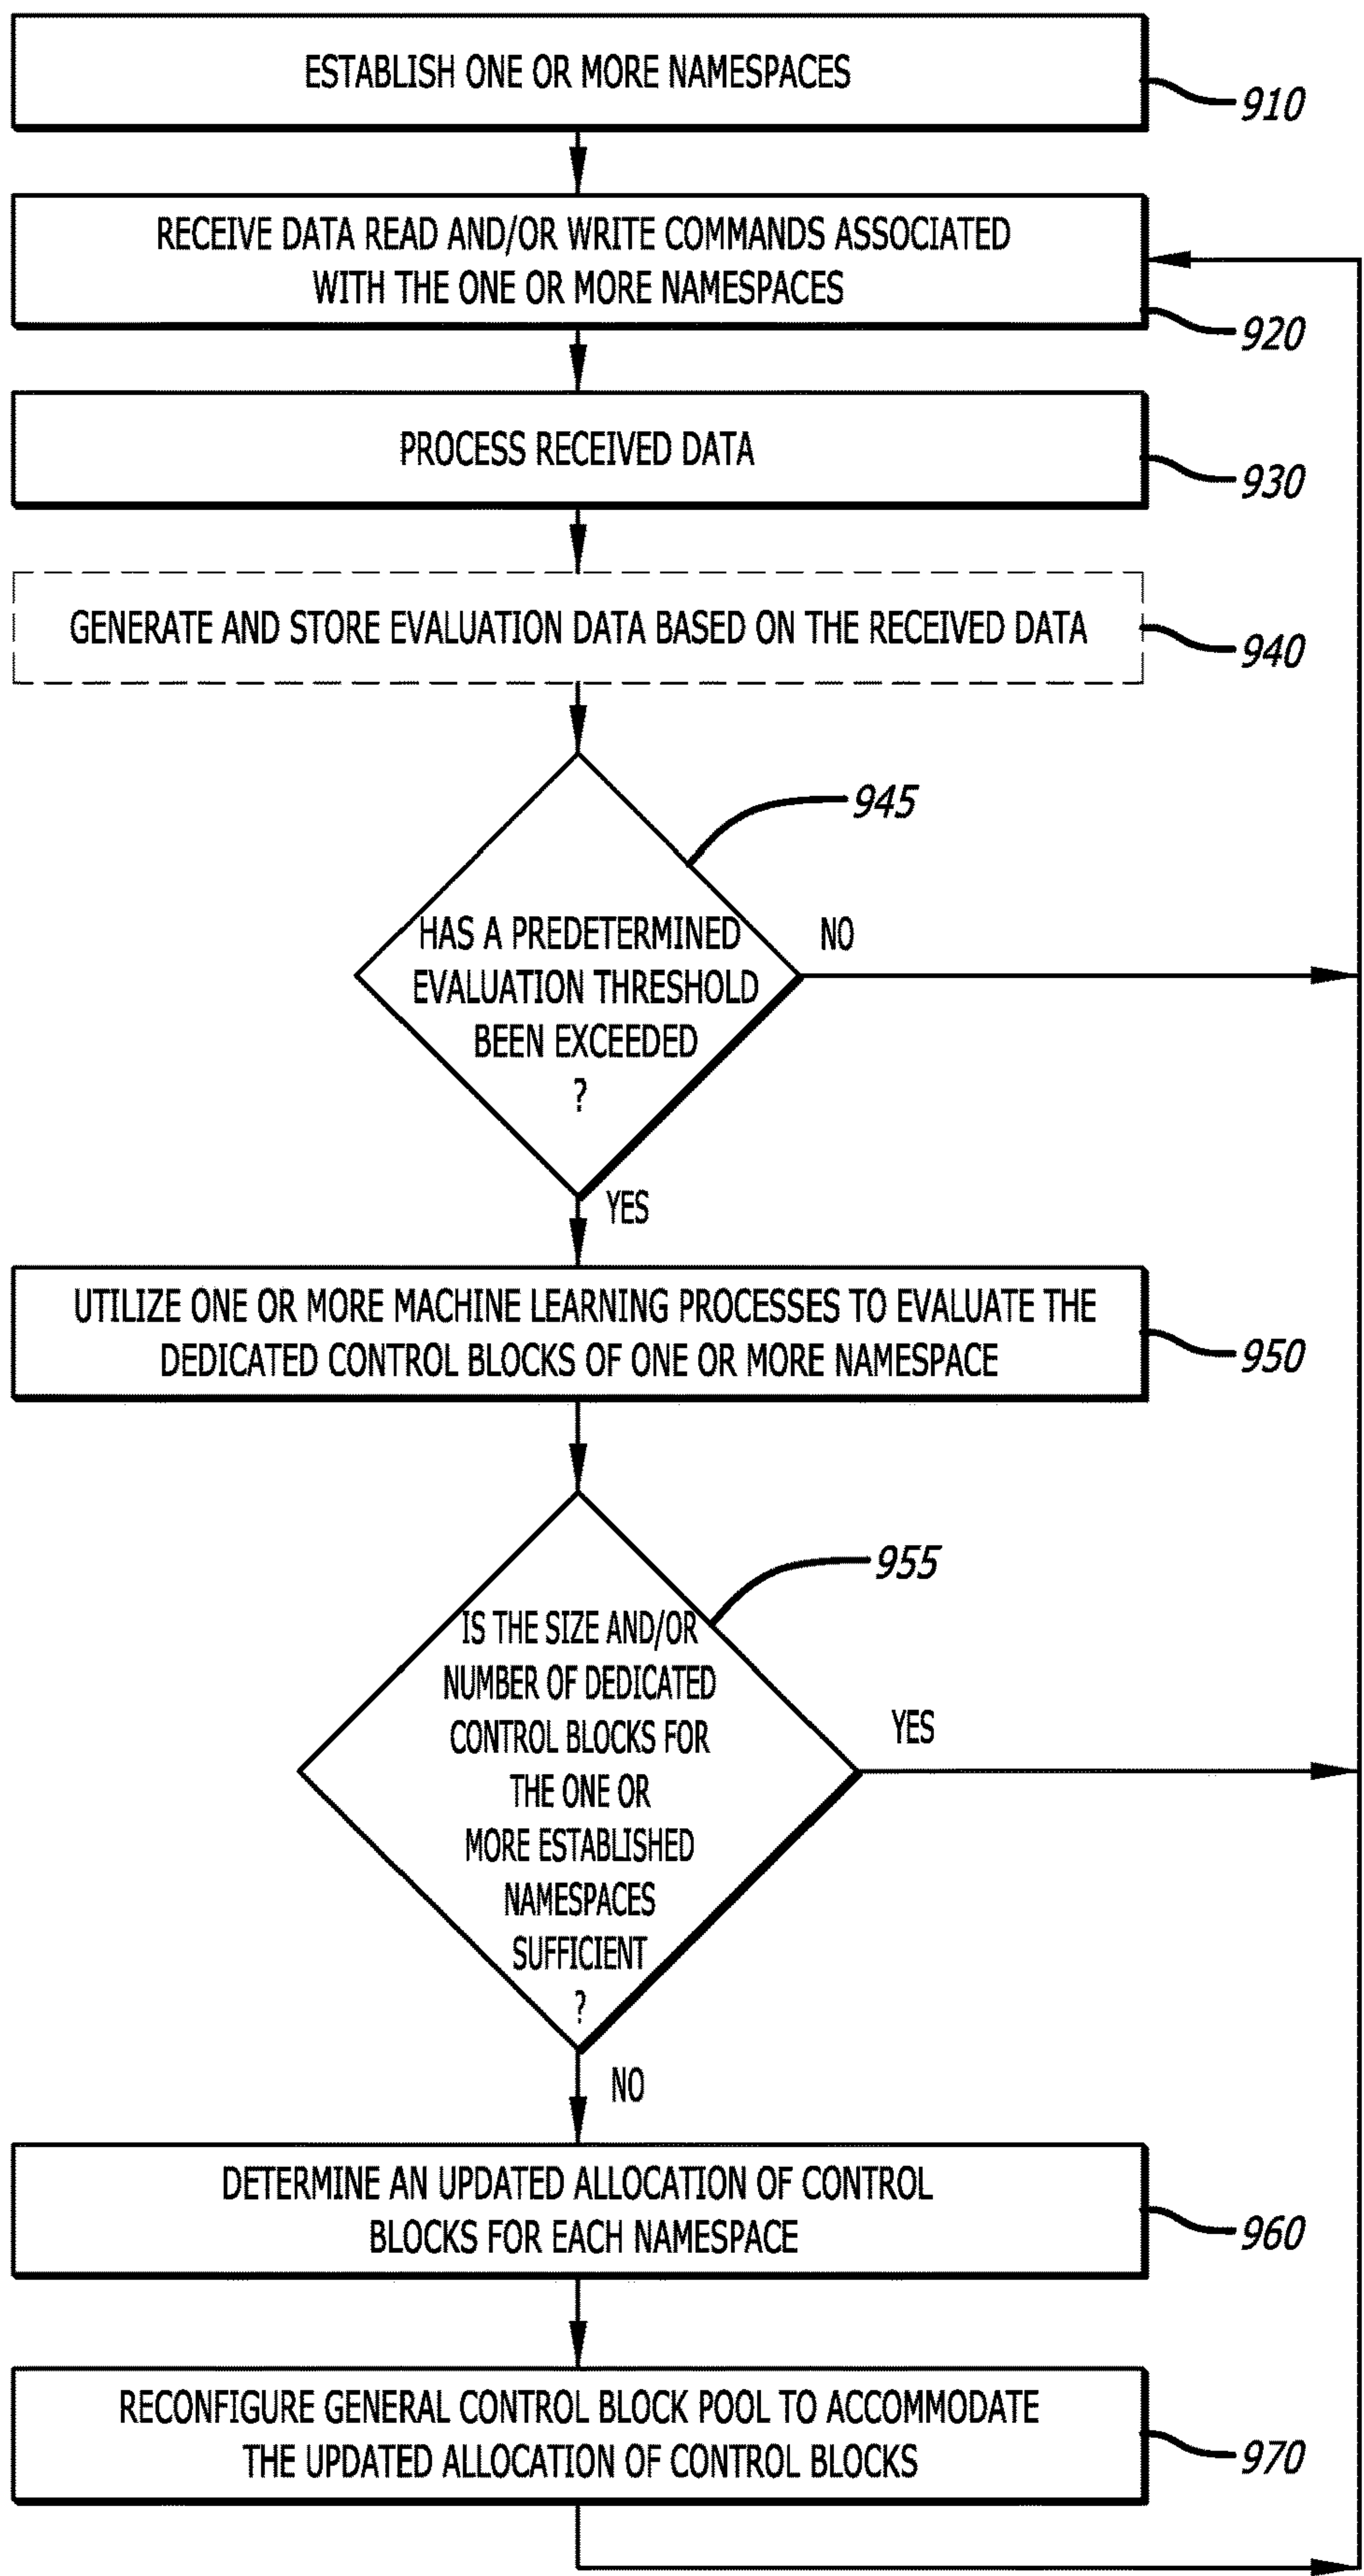 ESTABLISH ONE OR MORE NAMESPACES
910
RECEIVE DATA READ AND/OR WRITE COMMANDS ASSOCIATED
WITH THE ONE OR MORE NAMESPACES
920
PROCESS RECEIVED DATA
930
GENERATE AND STORE EVALUATION DATA BASED ON THE RECEIVED DATA
940
945
HAS A PREDETERMINED
EVALUATION THRESHOLD
BEEN EXCEEDED
?
NO
YES
UTILIZE ONE OR MORE MACHINE LEARNING PROCESSES TO EVALUATE THE
DEDICATED CONTROL BLOCKS OF ONE OR MORE NAMESPACE
950
955
IS THE SIZE AND/OR
NUMBER OF DEDICATED
CONTROL BLOCKS FOR
THE ONE OR
MORE ESTABLISHED
NAMESPACES
SUFFICIENT
?
YES
NO
DETERMINE AN UPDATED ALLOCATION OF CONTROL
BLOCKS FOR EACH NAMESPACE
960
RECONFIGURE GENERAL CONTROL BLOCK POOL TO ACCOMMODATE
THE UPDATED ALLOCATION OF CONTROL BLOCKS
970